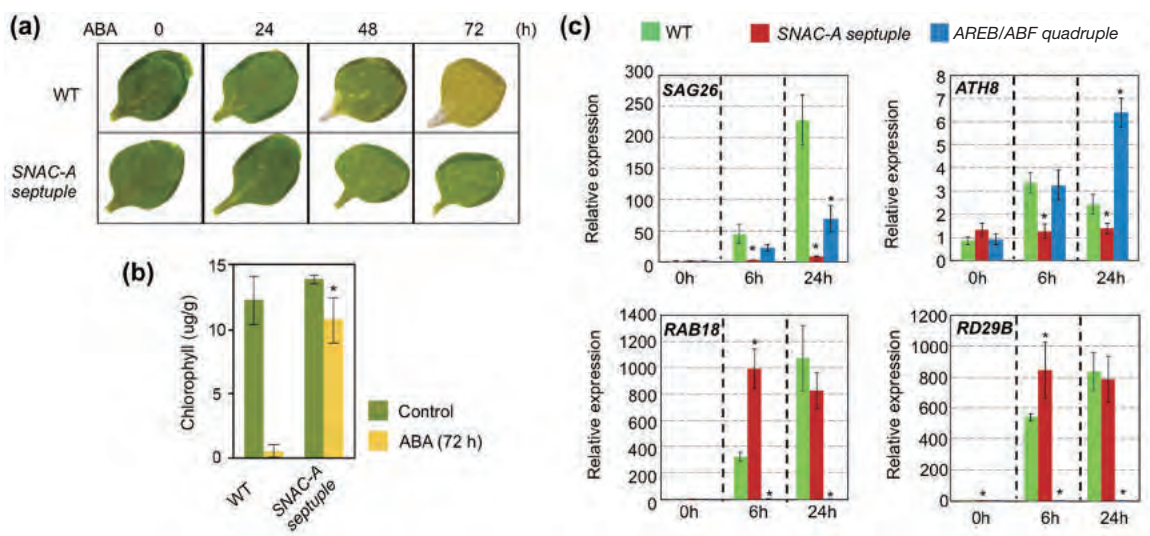 (a)
ABA 0 24 48 72 (h)
WT
SNAC-A
septuple
(b)
Chlorophyll (ug/g)
15
10
5
0
WT
SNAC-A
septuple
*
Control
ABA (72 h)
(c)
WT
SNAC-A septuple
AREB/ABF quadruple
SAG26
Relative expression
300
250
200
150
100
50
0
* * *
0h 6h 24h
ATH8
Relative expression
8
7
6
5
4
3
2
1
0
* * *
0h 6h 24h
RAB18
Relative expression
1400
1200
1000
800
600
400
200
0
* * *
0h 6h 24h
RD29B
Relative expression
1200
1000
800
600
400
200
0
* * * *
0h 6h 24h